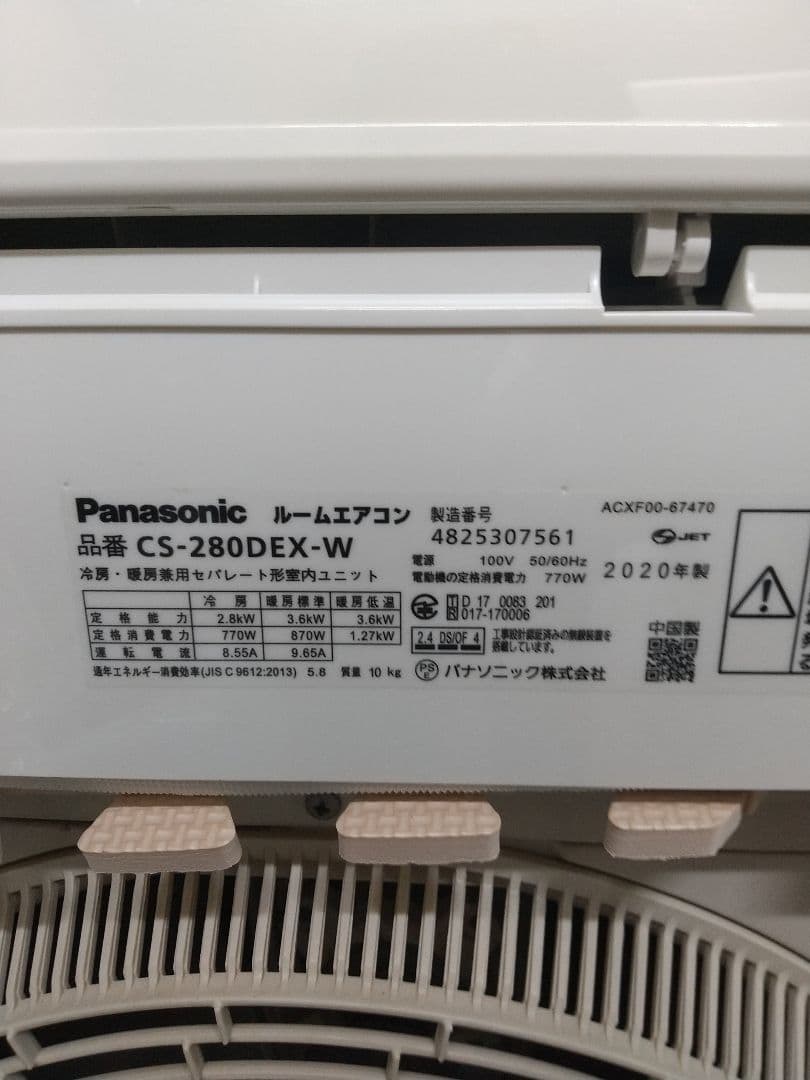 Panasonic ルームエアコン
品番 CS-280DEX-W
冷房・暖房兼用セパレート形室内ユニット
冷房 暖房標準 暖房低温
定格能力 2.8kW 3.6kW 3.6kW
定格消費電力 770W 870W 1.27kW
運転電流 8.55A 9.65A
通年エネルギー消費効率(JIS C 9612:2013) 5.8 質量 10 kg
製造番号
4825307561
電源 100V 50/60Hz
電動機の定格消費電力 770W
T D 17 0083 201
R 017-170006
2.4 DS/OF 4 工事設計認証済みの無線設備を
搭載しています。
PSE パナソニック株式会社
ACXF00-67470
JET
2020年製
中国製